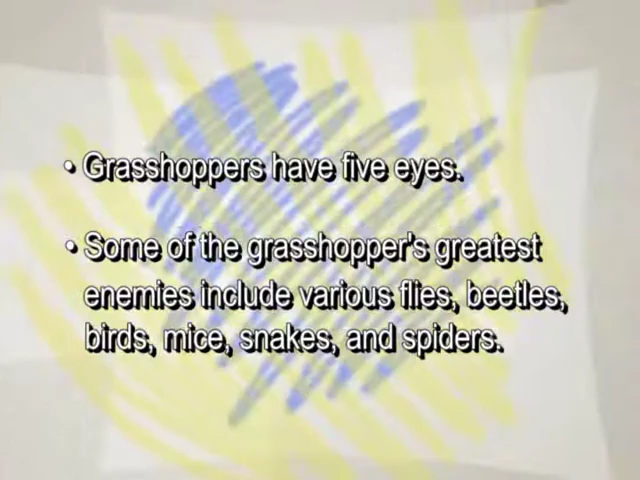 • Grasshoppers have five eyes.
• Some of the grasshopper's greatest
enemies include various flies, beetles,
birds, mice, snakes, and spiders.